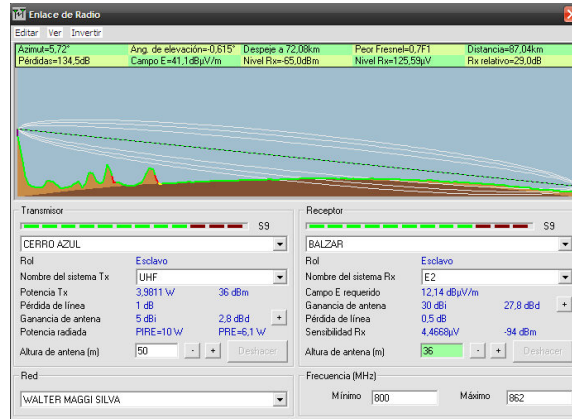 Enlace de Radio
Editar Ver Invertir
Azimut=5,72° Ang. de elevación=-0,615° Despeje a 72,08km Peor Fresnel=0,7F1 Distancia=87,04km
Pérdidas=134,5dB Campo E=41,1dBµV/m Nivel Rx=-65,0dBm Nivel Rx=125,59µV Rx relativo=29,0dB
Transmisor
S9
CERRO AZUL
Rol Esclavo
Nombre del sistema Tx UHF
Potencia Tx 3,9811 W 36 dBm
Pérdida de línea 1 dB
Ganancia de antena 5 dBi 2,8 dBd +
Potencia radiada PIRE=10 W PRE=6,1 W
Altura de antena (m) 50 - + Deshacer
Red
WALTER MAGGI SILVA
Receptor
S9
BALZAR
Rol Esclavo
Nombre del sistema Rx E2
Campo E requerido 12,14 dBµV/m
Ganancia de antena 30 dBi 27,8 dBd +
Pérdida de línea 0,5 dB
Sensibilidad Rx 4,4668µV -94 dBm
Altura de antena (m) 36 - + Deshacer
Frecuencia (MHz)
Mínimo 800 Máximo 862